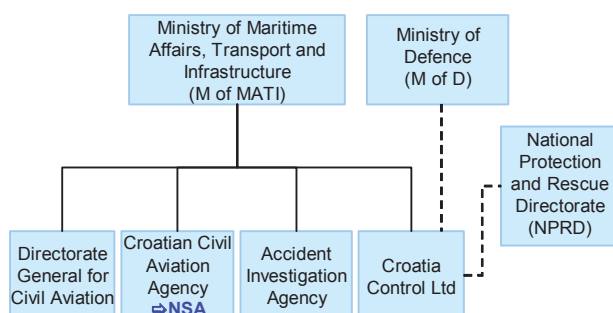 Ministry of Maritime
Affairs, Transport and
Infrastructure
(M of MATI)
Ministry of
Defence
(M of D)
National
Protection
and Rescue
Directorate
(NPRD)
Directorate
General for
Civil Aviation
Croatian Civil
Aviation
Agency
⇨NSA
Accident
Investigation
Agency
Croatia
Control Ltd